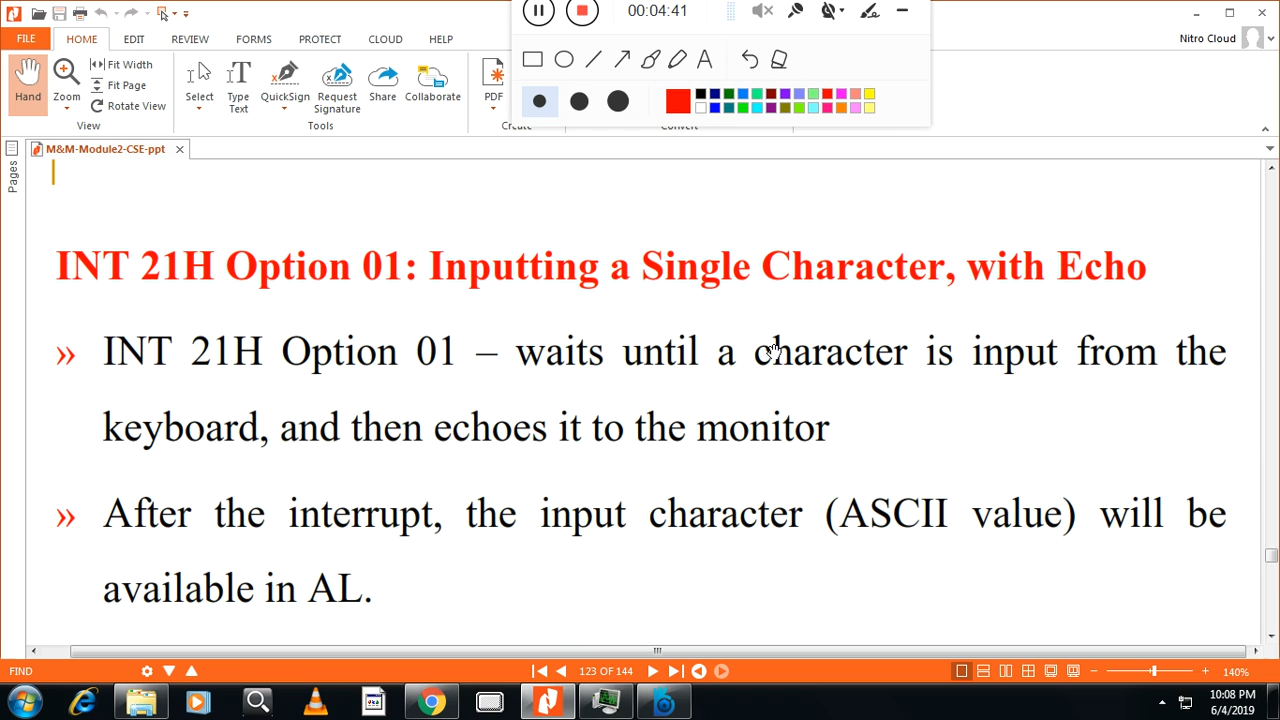 00:04:41
FILE HOME EDIT REVIEW FORMS PROTECT CLOUD HELP
Nitro Cloud
Hand
Zoom
Fit Width
Fit Page
Rotate View
View
Select
Type Text
QuickSign
Request Signature
Share
Collaborate
Tools
PDF
Create
Convert
M&M-Module2-CSE-ppt
Pages
INT 21H Option 01: Inputting a Single Character, with Echo
» INT 21H Option 01 – waits until a character is input from the
keyboard, and then echoes it to the monitor
» After the interrupt, the input character (ASCII value) will be
available in AL.
FIND
123 OF 144
140%
10:08 PM
6/4/2019